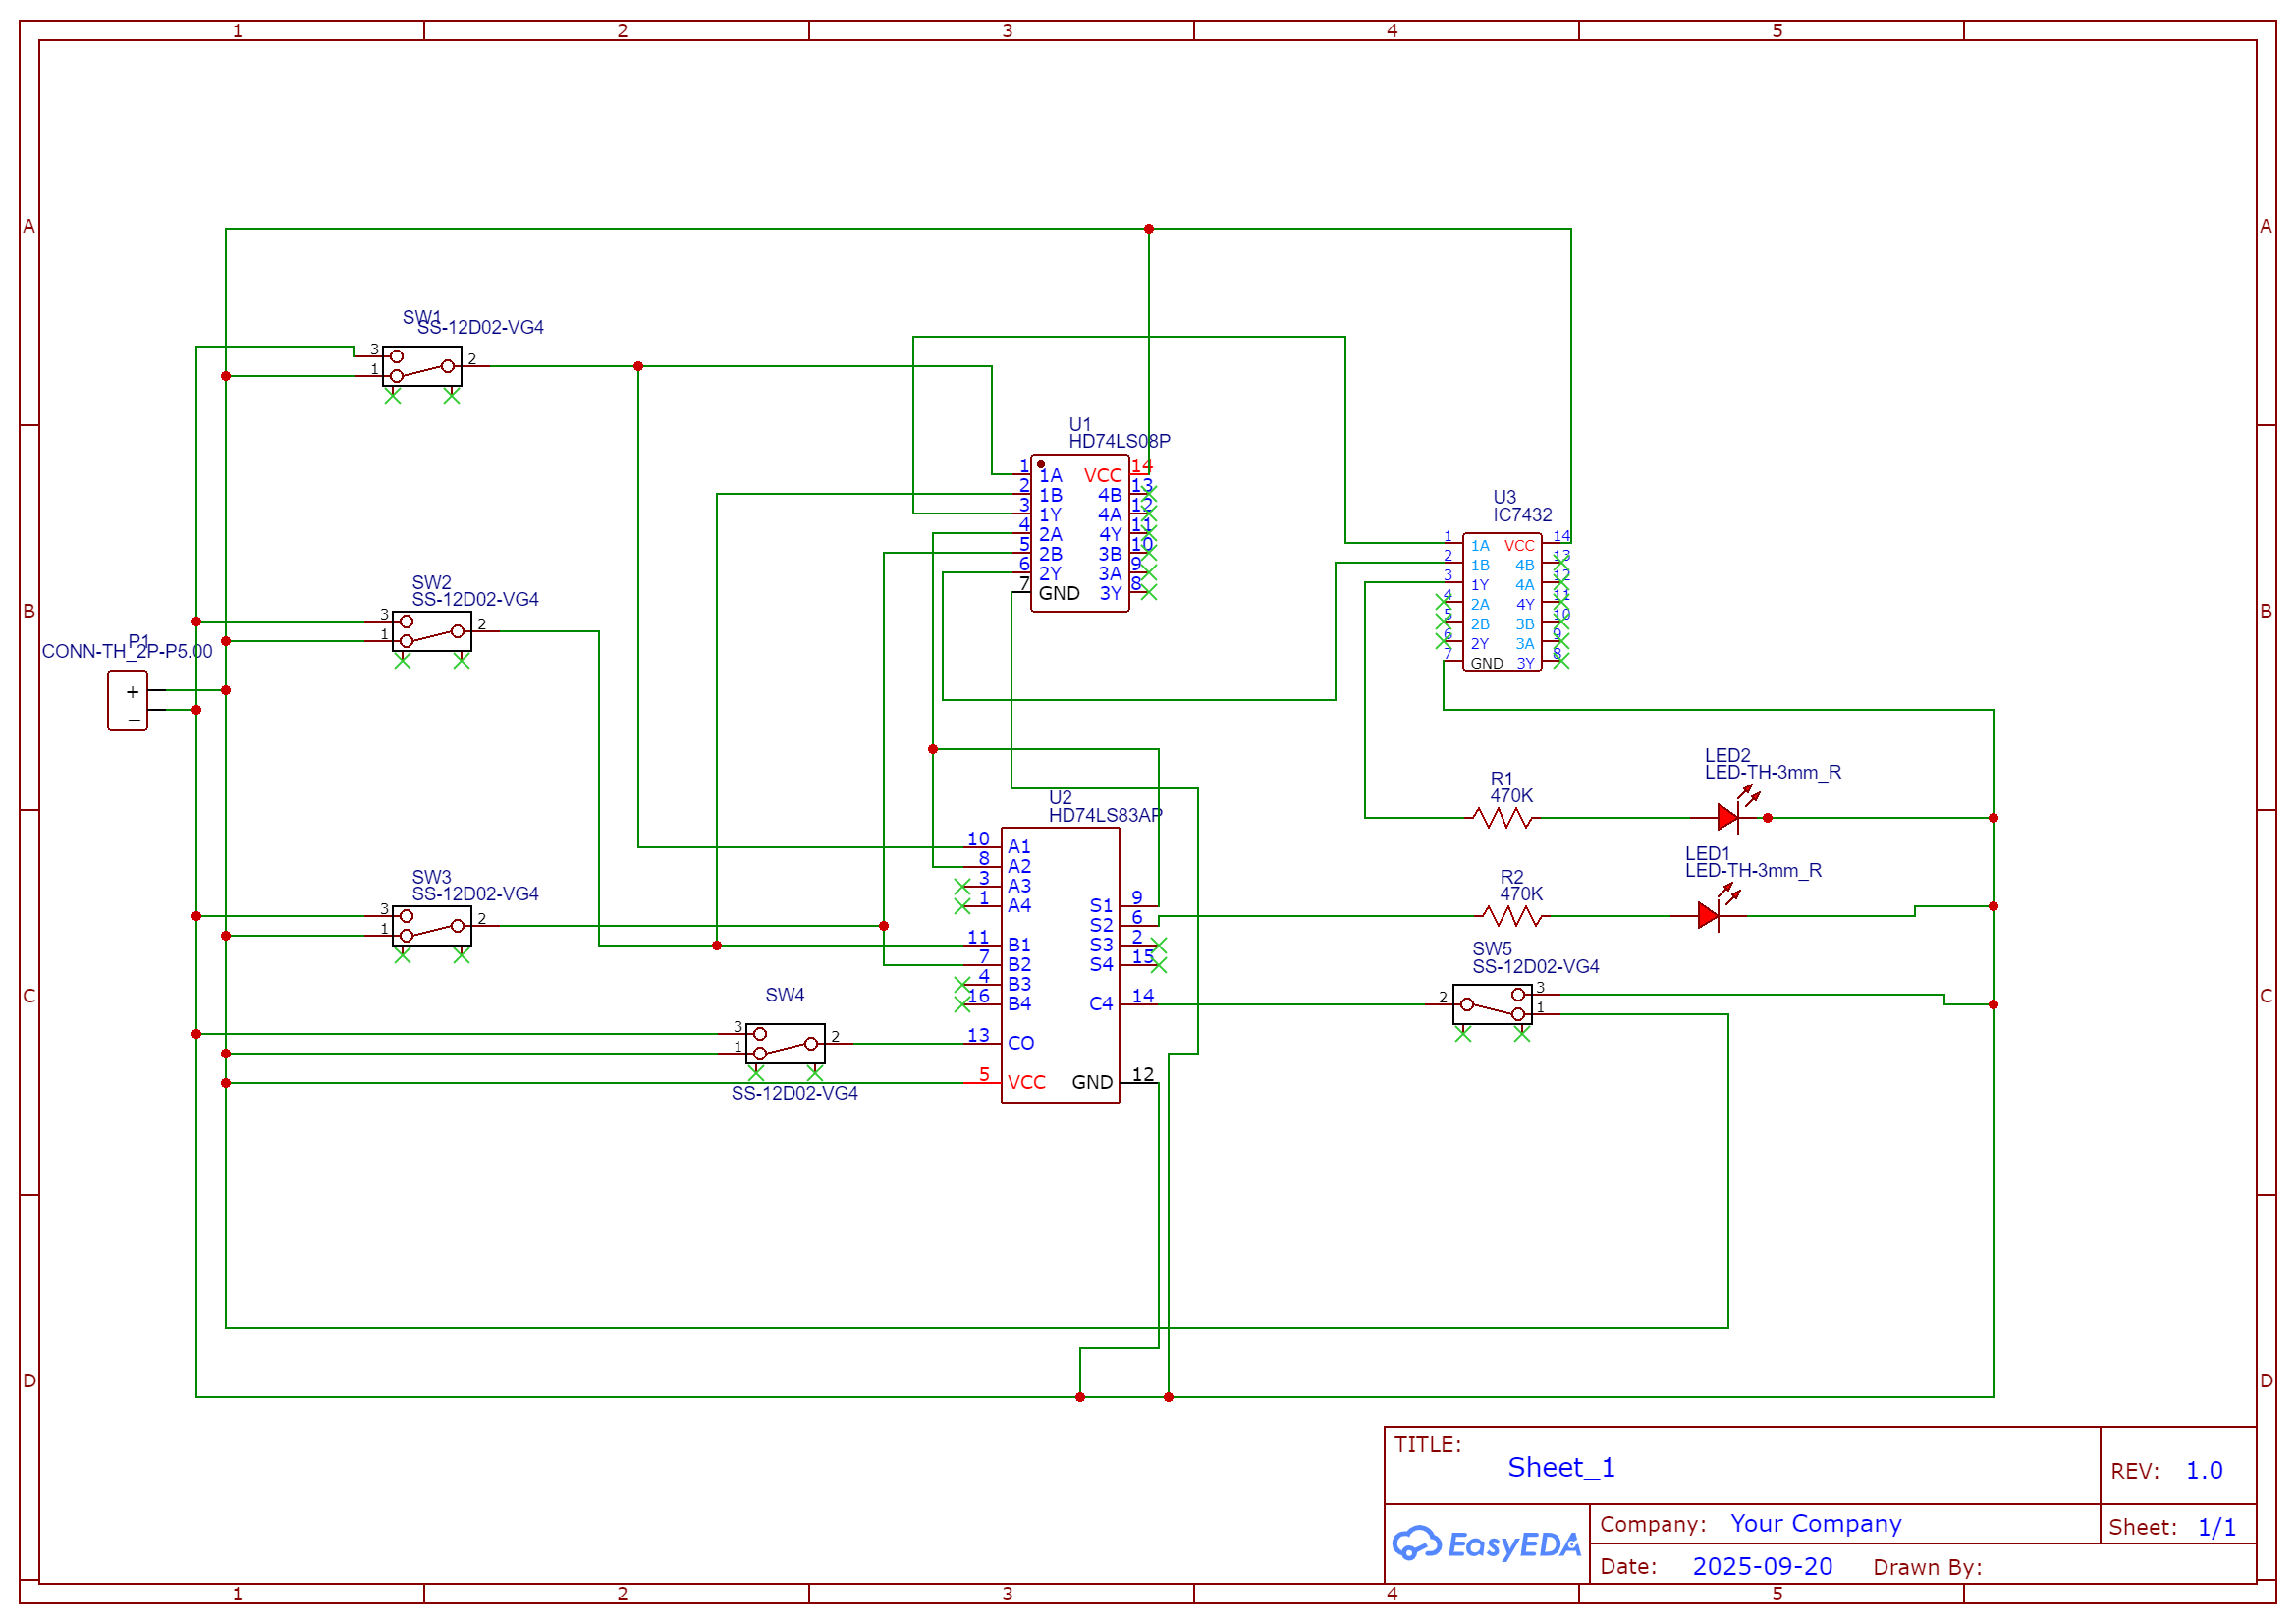 1 2 3 4 5
A A
SW1
SS-12D02-VG4
3
1
2
U1
HD74LS08P
1 1A VCC 14
2 1B 4B 13
3 1Y 4A 12
4 2A 4Y 11
5 2B 3B 10
6 2Y 3A 9
7 GND 3Y 8
U3
IC7432
1 1A VCC 14
2 1B 4B 13
3 1Y 4A 12
4 2A 4Y 11
5 2B 3B 10
6 2Y 3A 9
7 GND 3Y 8
B B
SW2
SS-12D02-VG4
3
1
2
P1
CONN-TH_2P-P5.00
+
–
LED2
LED-TH-3mm_R
R1
470K
U2
HD74LS83AP
10 A1
8 A2
3 A3
1 A4
11 B1
7 B2
4 B3
16 B4
13 CO
5 VCC
S1 9
S2 6
S3 2
S4 15
C4 14
GND 12
LED1
LED-TH-3mm_R
R2
470K
SW3
SS-12D02-VG4
3
1
2
SW5
SS-12D02-VG4
2
3
1
C C
SW4
3
1
2
SS-12D02-VG4
D D
TITLE:
Sheet_1
REV: 1.0
EasyEDA
Company: Your Company
Sheet: 1/1
Date: 2025-09-20 Drawn By:
1 2 3 4 5